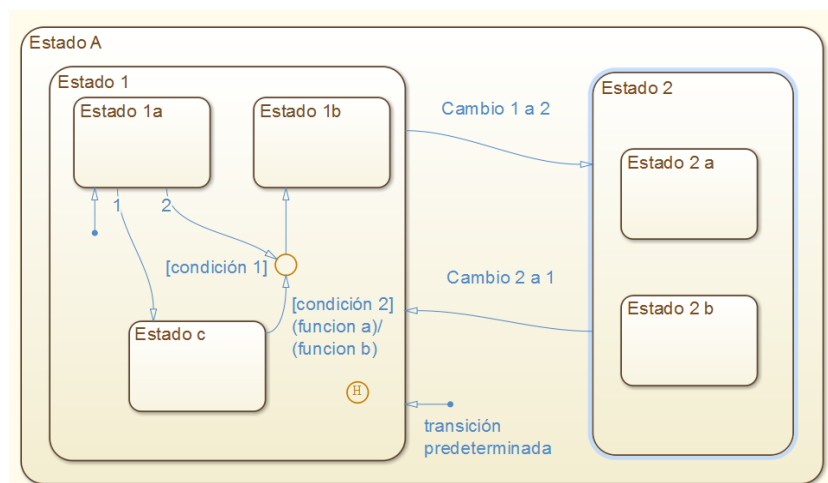 Estado A
Estado 1
Estado 1a
Estado 1b
1
2
[condición 1]
[condición 2]
(funcion a)/
(funcion b)
Estado c
H
Cambio 1 a 2
Cambio 2 a 1
transición
predeterminada
Estado 2
Estado 2 a
Estado 2 b